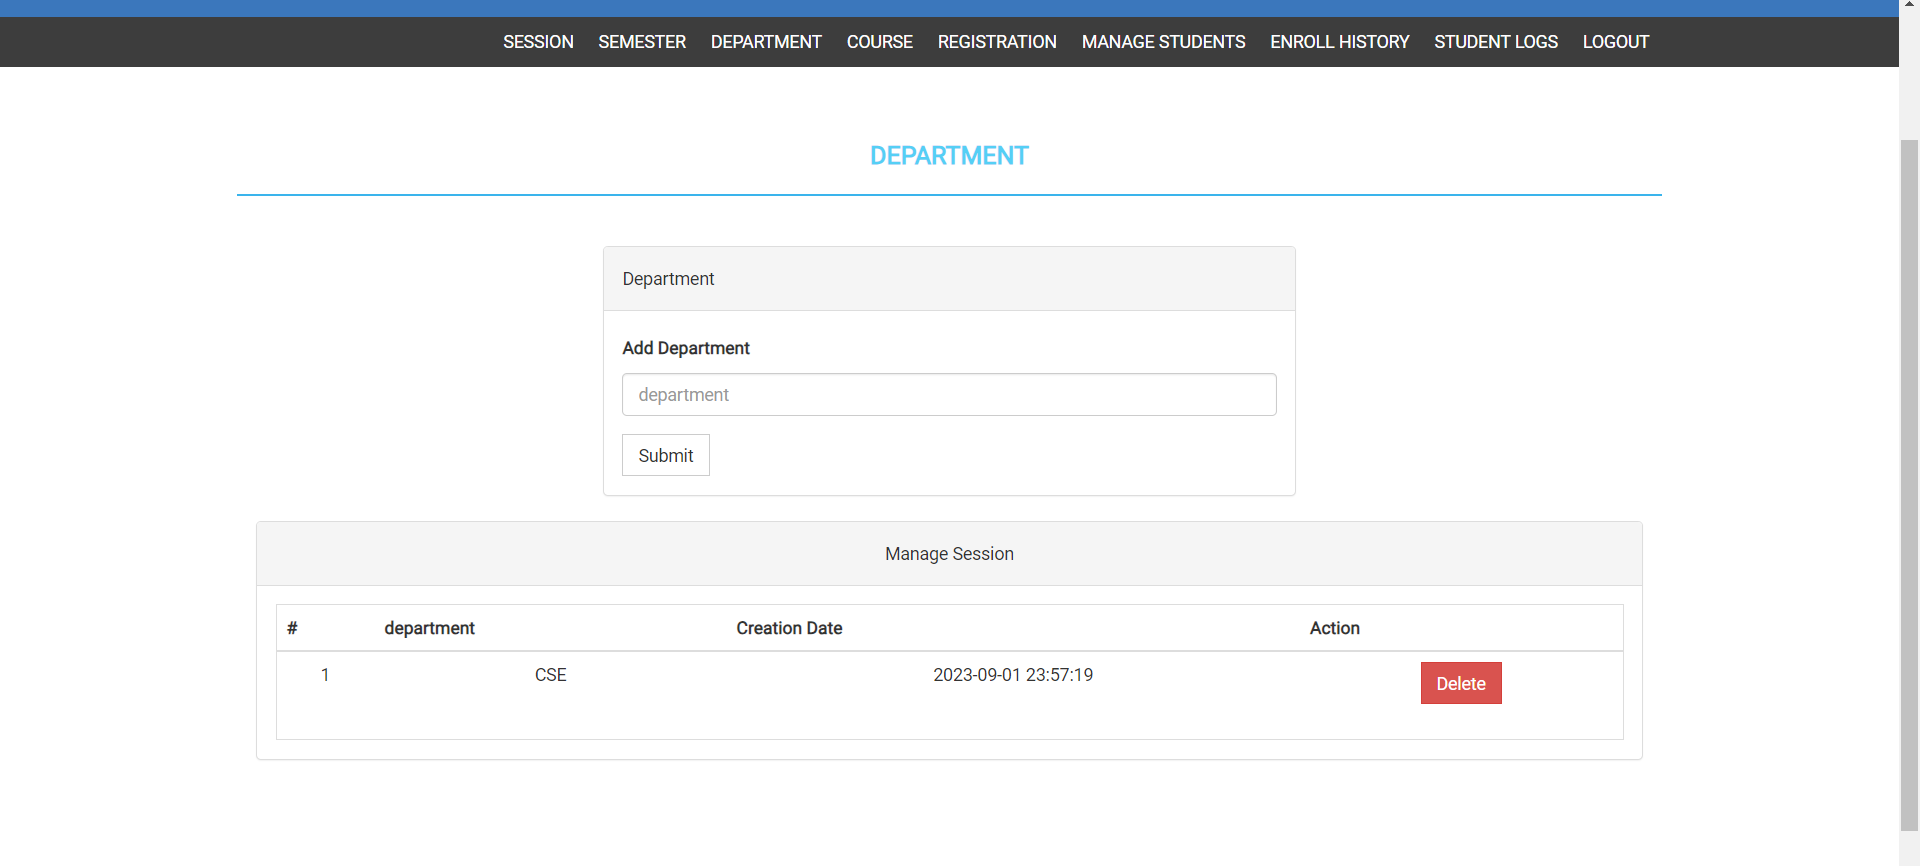 SESSION SEMESTER DEPARTMENT COURSE REGISTRATION MANAGE STUDENTS ENROLL HISTORY STUDENT LOGS LOGOUT
DEPARTMENT
Department
Add Department
department
Submit
Manage Session
# department Creation Date Action
1 CSE 2023-09-01 23:57:19 Delete